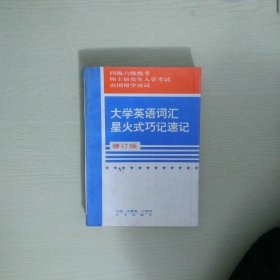 四级六级统考
硕士研究生入学考试
出国留学应试
大学英语词汇
星火式巧记速记
修订版